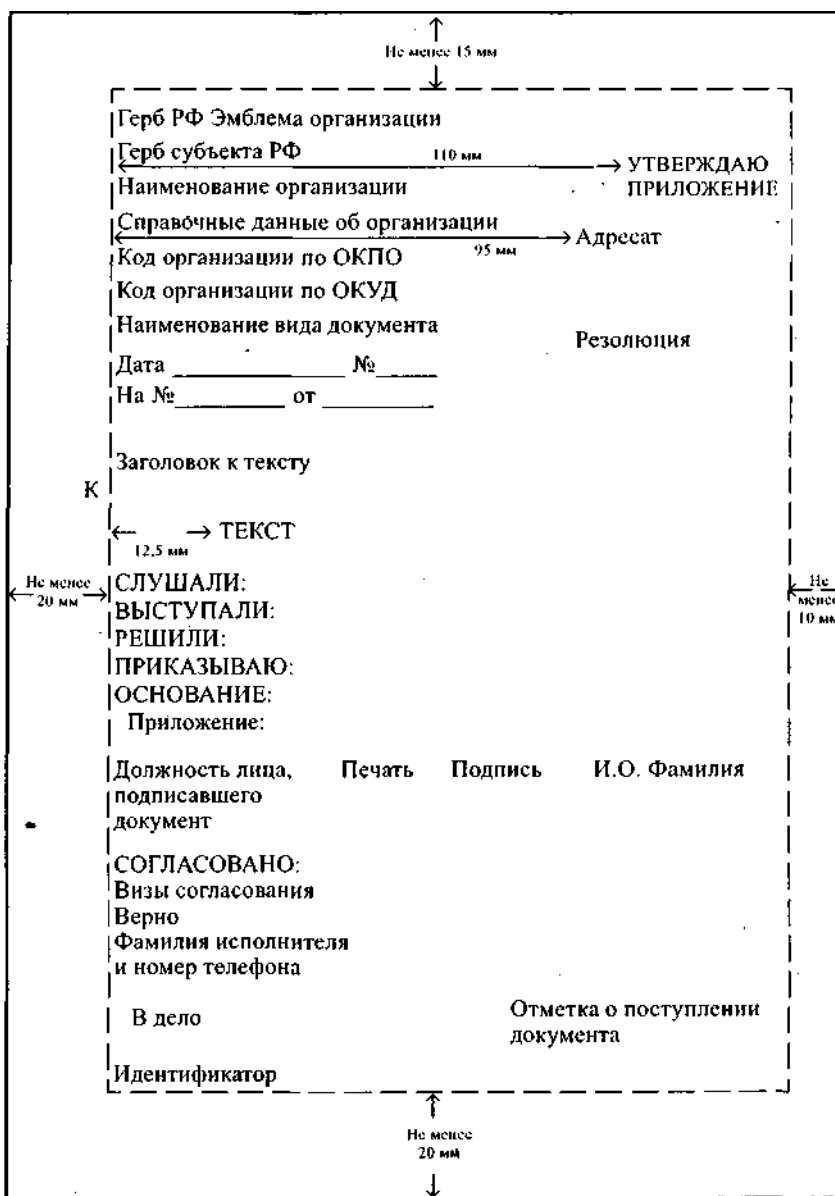 Не менее 15 мм
Герб РФ Эмблема организации
Герб субъекта РФ 110 мм УТВЕРЖДАЮ
Наименование организации ПРИЛОЖЕНИЕ
Справочные данные об организации
95 мм Адресат
Код организации по ОКПО
Код организации по ОКУД
Наименование вида документа
Резолюция
Дата ______ № ______
На № ______ от ______
Заголовок к тексту
К
ТЕКСТ
12,5 мм
Не менее
20 мм
СЛУШАЛИ:
ВЫСТУПАЛИ:
РЕШИЛИ:
ПРИКАЗЫВАЮ:
ОСНОВАНИЕ:
Приложение:
Не
менее
10 мм
Должность лица, Печать Подпись И.О. Фамилия
подписавшего
документ
СОГЛАСОВАНО:
Визы согласования
Верно
Фамилия исполнителя
и номер телефона
В дело
Отметка о поступлении
документа
Идентификатор
Не менее
20 мм